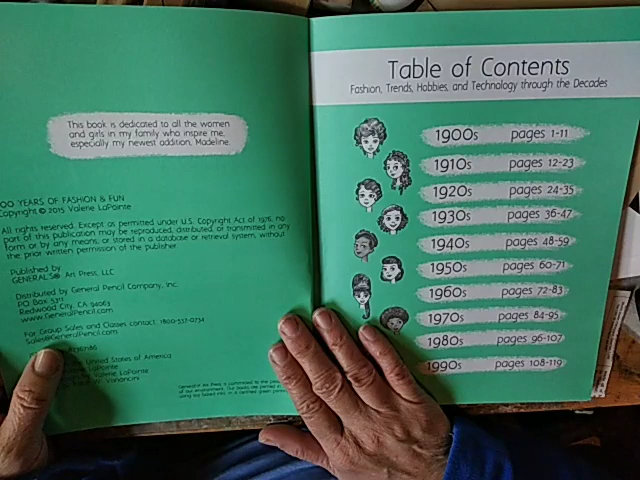 This book is dedicated to all the women
and girls in my family who inspire me,
especially my newest addition, Madeline.
00 YEARS OF FASHION & FUN
Copyright © 2015 Valerie LaPointe
All rights reserved. Except as permitted under U.S. Copyright Act of 1976, no
part of this publication may be reproduced, distributed, or transmitted in any
form or by any means, or stored in a database or retrieval system, without
the prior written permission of the publisher.
Published by
GENERAL'S® Art Press, LLC
Distributed by General Pencil Company, Inc.
PO Box 5311
Redwood City, CA 94063
www.GeneralPencil.com
For Group Sales and Classes contact: 1800-537-0734
Sales@GeneralPencil.com
United States of America
LaPointe
Valerie LaPointe
Table of Contents
Fashion, Trends, Hobbies, and Technology through the Decades
1900s pages 1-11
1910s pages 12-23
1920s pages 24-35
1930s pages 36-47
1940s pages 48-59
1950s pages 60-71
1960s pages 72-83
1970s pages 84-95
1980s pages 96-107
1990s pages 108-119